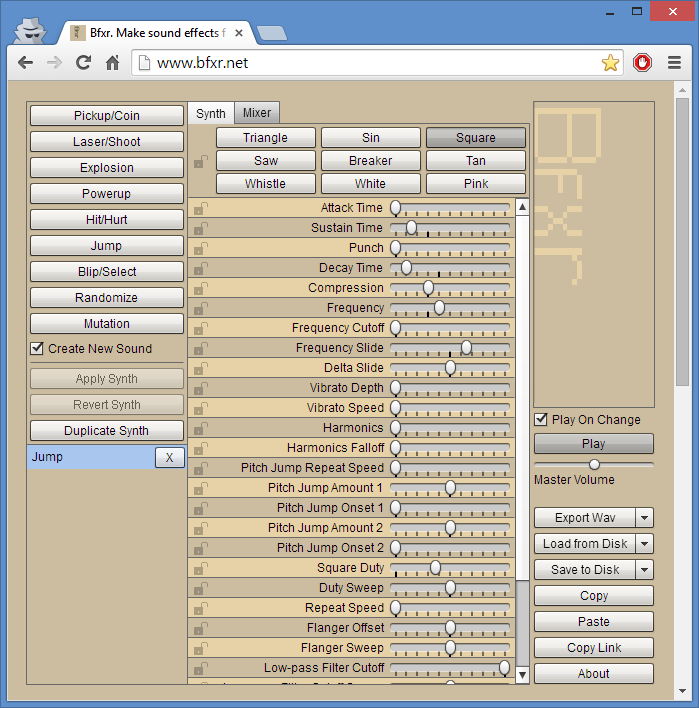 Bfxr. Make sound effects f
www.bfxr.net
Pickup/Coin
Laser/Shoot
Explosion
Powerup
Hit/Hurt
Jump
Blip/Select
Randomize
Mutation
Create New Sound
Apply Synth
Revert Synth
Duplicate Synth
Jump X
Synth Mixer
Triangle Sin Square
Saw Breaker Tan
Whistle White Pink
Attack Time
Sustain Time
Punch
Decay Time
Compression
Frequency
Frequency Cutoff
Frequency Slide
Delta Slide
Vibrato Depth
Vibrato Speed
Harmonics
Harmonics Falloff
Pitch Jump Repeat Speed
Pitch Jump Amount 1
Pitch Jump Onset 1
Pitch Jump Amount 2
Pitch Jump Onset 2
Square Duty
Duty Sweep
Repeat Speed
Flanger Offset
Flanger Sweep
Low-pass Filter Cutoff
Bfxr.
Play On Change
Play
Master Volume
Export Wav
Load from Disk
Save to Disk
Copy
Paste
Copy Link
About